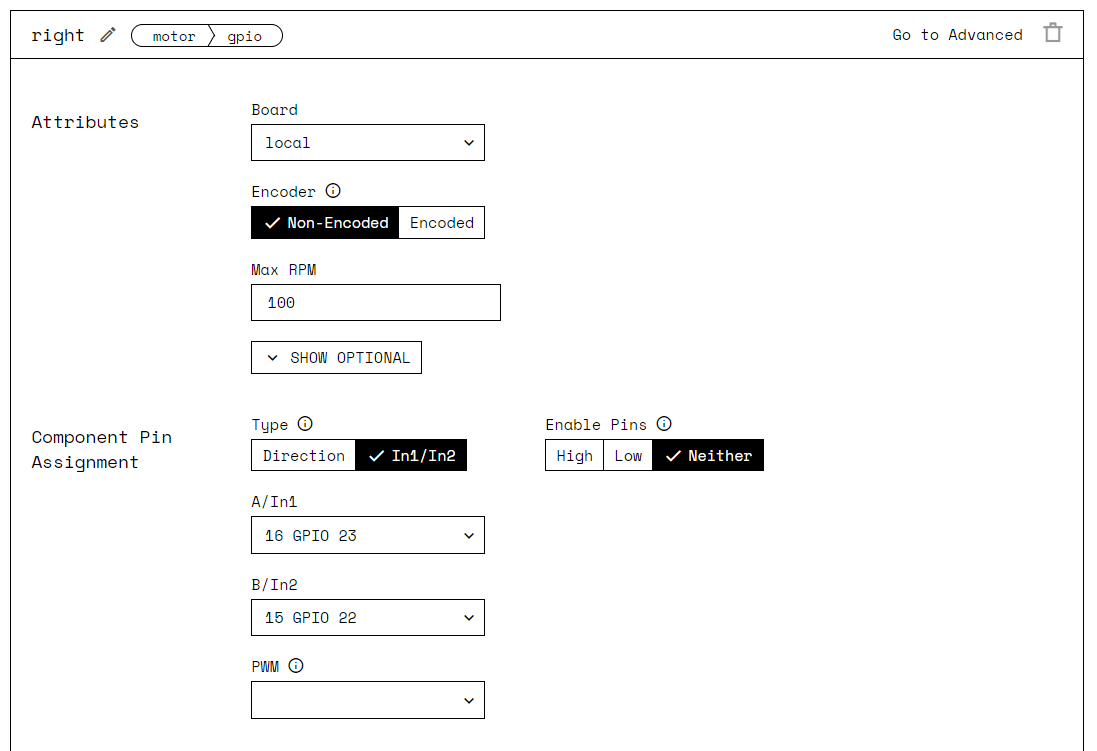 right motor gpio Go to Advanced
Attributes
Board
local
Encoder
Non-Encoded Encoded
Max RPM
100
SHOW OPTIONAL
Component Pin
Assignment
Type Enable Pins
Direction In1/In2 High Low Neither
A/In1
16 GPIO 23
B/In2
15 GPIO 22
PWM